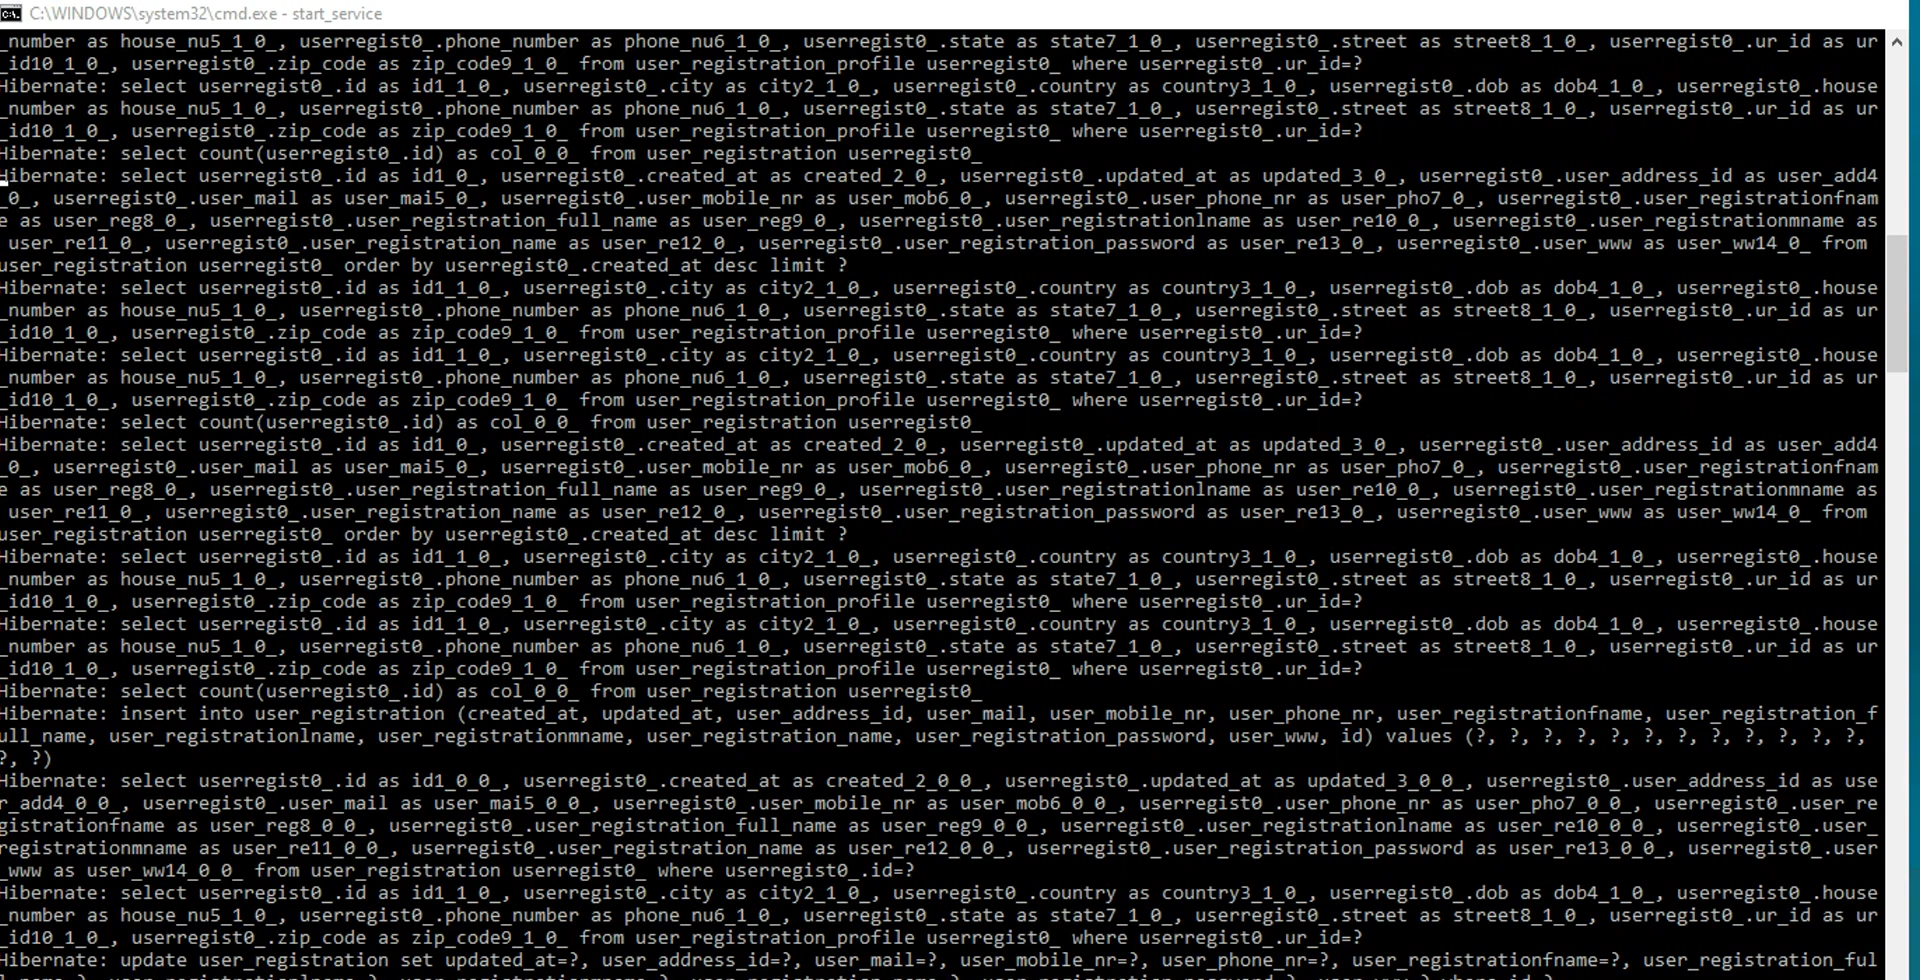 C:\WINDOWS\system32\cmd.exe - start_service
_number as house_nu5_1_0_, userregist0_.phone_number as phone_nu6_1_0_, userregist0_.state as state7_1_0_, userregist0_.street as street8_1_0_, userregist0_.ur_id as ur
_id10_1_0_, userregist0_.zip_code as zip_code9_1_0_ from user_registration_profile userregist0_ where userregist0_.ur_id=?
Hibernate: select userregist0_.id as id1_1_0_, userregist0_.city as city2_1_0_, userregist0_.country as country3_1_0_, userregist0_.dob as dob4_1_0_, userregist0_.house
_number as house_nu5_1_0_, userregist0_.phone_number as phone_nu6_1_0_, userregist0_.state as state7_1_0_, userregist0_.street as street8_1_0_, userregist0_.ur_id as ur
_id10_1_0_, userregist0_.zip_code as zip_code9_1_0_ from user_registration_profile userregist0_ where userregist0_.ur_id=?
Hibernate: select count(userregist0_.id) as col_0_0_ from user_registration userregist0_
Hibernate: select userregist0_.id as id1_0_, userregist0_.created_at as created_2_0_, userregist0_.updated_at as updated_3_0_, userregist0_.user_address_id as user_add4
_0_, userregist0_.user_mail as user_mai5_0_, userregist0_.user_mobile_nr as user_mob6_0_, userregist0_.user_phone_nr as user_pho7_0_, userregist0_.user_registrationfnam
e as user_reg8_0_, userregist0_.user_registration_full_name as user_reg9_0_, userregist0_.user_registrationlname as user_re10_0_, userregist0_.user_registrationmname as
user_re11_0_, userregist0_.user_registration_name as user_re12_0_, userregist0_.user_registration_password as user_re13_0_, userregist0_.user_www as user_ww14_0_ from
user_registration userregist0_ order by userregist0_.created_at desc limit ?
Hibernate: select userregist0_.id as id1_1_0_, userregist0_.city as city2_1_0_, userregist0_.country as country3_1_0_, userregist0_.dob as dob4_1_0_, userregist0_.house
_number as house_nu5_1_0_, userregist0_.phone_number as phone_nu6_1_0_, userregist0_.state as state7_1_0_, userregist0_.street as street8_1_0_, userregist0_.ur_id as ur
_id10_1_0_, userregist0_.zip_code as zip_code9_1_0_ from user_registration_profile userregist0_ where userregist0_.ur_id=?
Hibernate: select userregist0_.id as id1_1_0_, userregist0_.city as city2_1_0_, userregist0_.country as country3_1_0_, userregist0_.dob as dob4_1_0_, userregist0_.house
_number as house_nu5_1_0_, userregist0_.phone_number as phone_nu6_1_0_, userregist0_.state as state7_1_0_, userregist0_.street as street8_1_0_, userregist0_.ur_id as ur
_id10_1_0_, userregist0_.zip_code as zip_code9_1_0_ from user_registration_profile userregist0_ where userregist0_.ur_id=?
Hibernate: select count(userregist0_.id) as col_0_0_ from user_registration userregist0_
Hibernate: select userregist0_.id as id1_0_, userregist0_.created_at as created_2_0_, userregist0_.updated_at as updated_3_0_, userregist0_.user_address_id as user_add4
_0_, userregist0_.user_mail as user_mai5_0_, userregist0_.user_mobile_nr as user_mob6_0_, userregist0_.user_phone_nr as user_pho7_0_, userregist0_.user_registrationfnam
e as user_reg8_0_, userregist0_.user_registration_full_name as user_reg9_0_, userregist0_.user_registrationlname as user_re10_0_, userregist0_.user_registrationmname as
user_re11_0_, userregist0_.user_registration_name as user_re12_0_, userregist0_.user_registration_password as user_re13_0_, userregist0_.user_www as user_ww14_0_ from
user_registration userregist0_ order by userregist0_.created_at desc limit ?
Hibernate: select userregist0_.id as id1_1_0_, userregist0_.city as city2_1_0_, userregist0_.country as country3_1_0_, userregist0_.dob as dob4_1_0_, userregist0_.house
_number as house_nu5_1_0_, userregist0_.phone_number as phone_nu6_1_0_, userregist0_.state as state7_1_0_, userregist0_.street as street8_1_0_, userregist0_.ur_id as ur
_id10_1_0_, userregist0_.zip_code as zip_code9_1_0_ from user_registration_profile userregist0_ where userregist0_.ur_id=?
Hibernate: select userregist0_.id as id1_1_0_, userregist0_.city as city2_1_0_, userregist0_.country as country3_1_0_, userregist0_.dob as dob4_1_0_, userregist0_.house
_number as house_nu5_1_0_, userregist0_.phone_number as phone_nu6_1_0_, userregist0_.state as state7_1_0_, userregist0_.street as street8_1_0_, userregist0_.ur_id as ur
_id10_1_0_, userregist0_.zip_code as zip_code9_1_0_ from user_registration_profile userregist0_ where userregist0_.ur_id=?
Hibernate: select count(userregist0_.id) as col_0_0_ from user_registration userregist0_
Hibernate: insert into user_registration (created_at, updated_at, user_address_id, user_mail, user_mobile_nr, user_phone_nr, user_registrationfname, user_registration_f
ull_name, user_registrationlname, user_registrationmname, user_registration_name, user_registration_password, user_www, id) values (?, ?, ?, ?, ?, ?, ?, ?, ?, ?, ?, ?,
?, ?)
Hibernate: select userregist0_.id as id1_0_0_, userregist0_.created_at as created_2_0_0_, userregist0_.updated_at as updated_3_0_0_, userregist0_.user_address_id as use
r_add4_0_0_, userregist0_.user_mail as user_mai5_0_0_, userregist0_.user_mobile_nr as user_mob6_0_0_, userregist0_.user_phone_nr as user_pho7_0_0_, userregist0_.user_re
gistrationfname as user_reg8_0_0_, userregist0_.user_registration_full_name as user_reg9_0_0_, userregist0_.user_registrationlname as user_re10_0_0_, userregist0_.user_
registrationmname as user_re11_0_0_, userregist0_.user_registration_name as user_re12_0_0_, userregist0_.user_registration_password as user_re13_0_0_, userregist0_.user
_www as user_ww14_0_0_ from user_registration userregist0_ where userregist0_.id=?
Hibernate: select userregist0_.id as id1_1_0_, userregist0_.city as city2_1_0_, userregist0_.country as country3_1_0_, userregist0_.dob as dob4_1_0_, userregist0_.house
_number as house_nu5_1_0_, userregist0_.phone_number as phone_nu6_1_0_, userregist0_.state as state7_1_0_, userregist0_.street as street8_1_0_, userregist0_.ur_id as ur
_id10_1_0_, userregist0_.zip_code as zip_code9_1_0_ from user_registration_profile userregist0_ where userregist0_.ur_id=?
Hibernate: update user_registration set updated_at=?, user_address_id=?, user_mail=?, user_mobile_nr=?, user_phone_nr=?, user_registrationfname=?, user_registration_ful